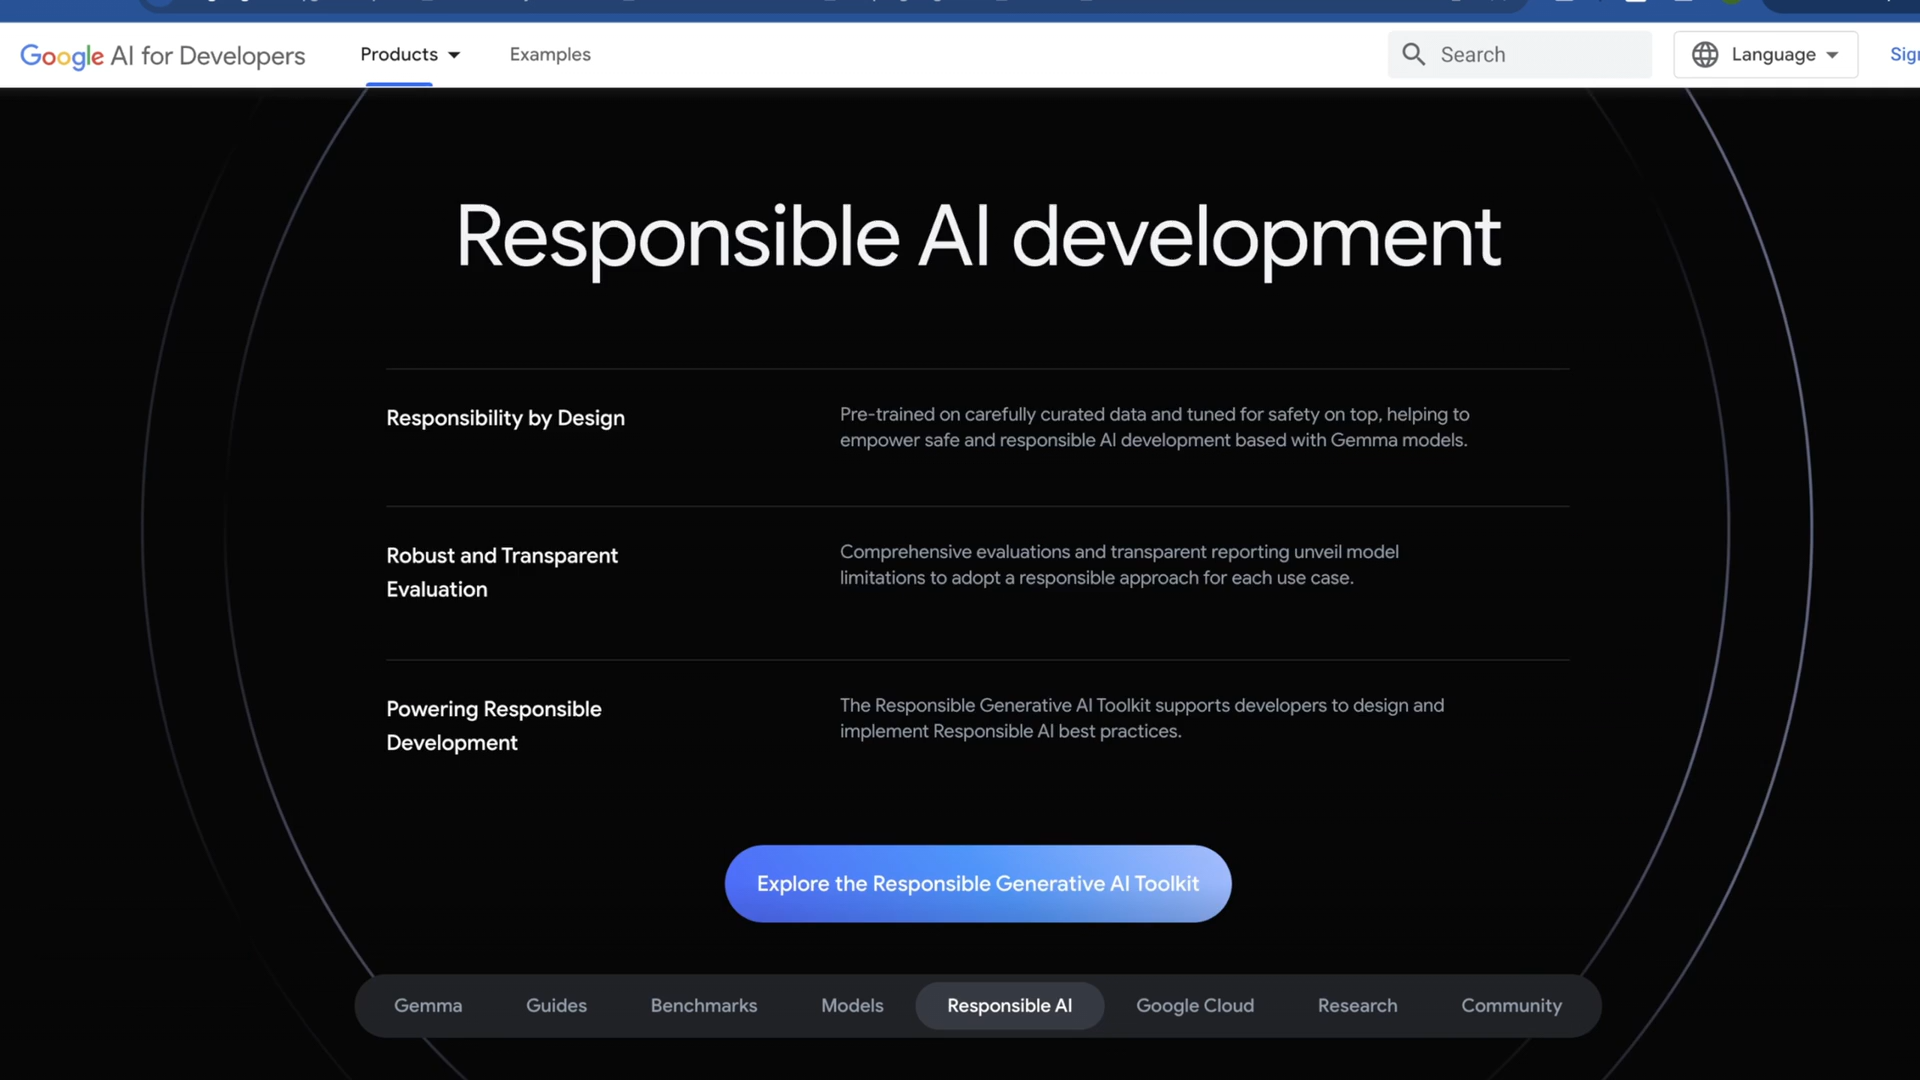 Google AI for Developers
Products
Examples
Search
Language
Responsible AI development
Responsibility by Design
Pre-trained on carefully curated data and tuned for safety on top, helping to
empower safe and responsible AI development based with Gemma models.
Robust and Transparent
Evaluation
Comprehensive evaluations and transparent reporting unveil model
limitations to adopt a responsible approach for each use case.
Powering Responsible
Development
The Responsible Generative AI Toolkit supports developers to design and
implement Responsible AI best practices.
Explore the Responsible Generative AI Toolkit
Gemma
Guides
Benchmarks
Models
Responsible AI
Google Cloud
Research
Community